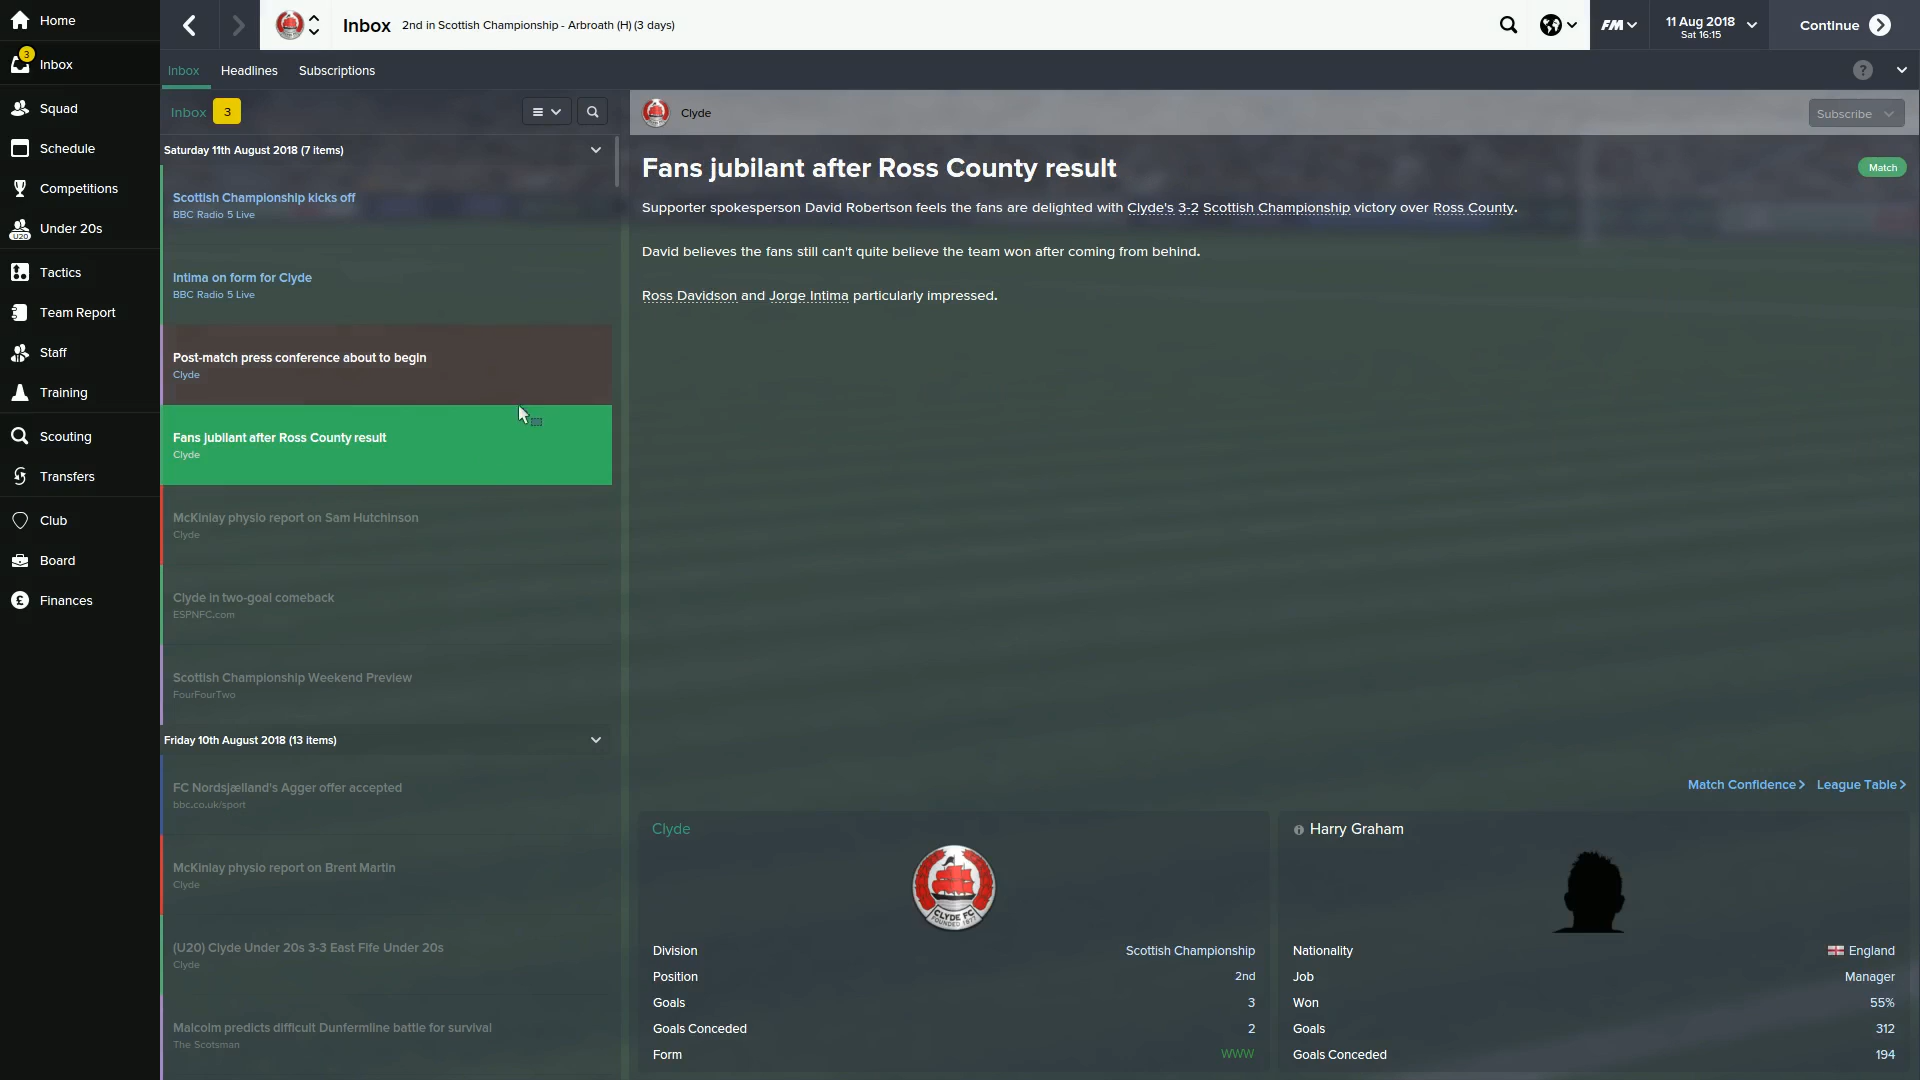 Home
3
Inbox
Squad
Schedule
Competitions
U20
Under 20s
Tactics
Team Report
Staff
Training
Scouting
Transfers
Club
Board
Finances
Inbox 2nd in Scottish Championship - Arbroath (H) (3 days)
FM
11 Aug 2018
Sat 16:15
Continue
Inbox Headlines Subscriptions
?
Inbox 3
Saturday 11th August 2018 (7 items)
Scottish Championship kicks off
BBC Radio 5 Live
Intima on form for Clyde
BBC Radio 5 Live
Post-match press conference about to begin
Clyde
Fans jubilant after Ross County result
Clyde
McKinlay physio report on Sam Hutchinson
Clyde
Clyde in two-goal comeback
ESPNFC.com
Scottish Championship Weekend Preview
FourFourTwo
Friday 10th August 2018 (13 items)
FC Nordsjælland's Agger offer accepted
bbc.co.uk/sport
McKinlay physio report on Brent Martin
Clyde
(U20) Clyde Under 20s 3-3 East Fife Under 20s
Clyde
Malcolm predicts difficult Dunfermline battle for survival
The Scotsman
Clyde
Subscribe
Fans jubilant after Ross County result
Match
Supporter spokesperson David Robertson feels the fans are delighted with Clyde's 3-2 Scottish Championship victory over Ross County.
David believes the fans still can't quite believe the team won after coming from behind.
Ross Davidson and Jorge Intima particularly impressed.
Match Confidence > League Table >
Clyde
CLYDE FC
FOUNDED 1877
Division Scottish Championship
Position 2nd
Goals 3
Goals Conceded 2
Form WWW
Harry Graham
Nationality England
Job Manager
Won 55%
Goals 312
Goals Conceded 194